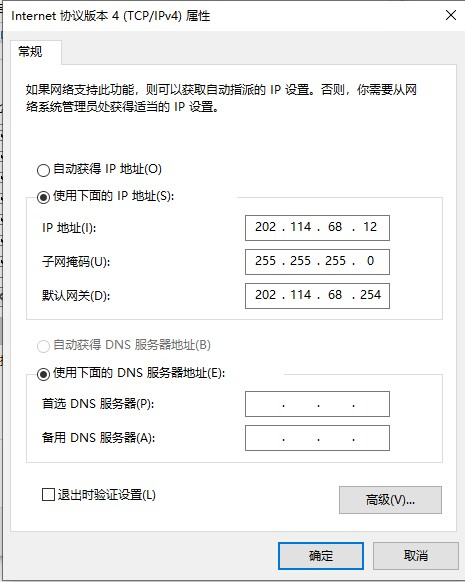 Internet 协议版本 4 (TCP/IPv4) 属性
常规
如果网络支持此功能，则可以获取自动指派的 IP 设置。否则，你需要从网
络系统管理员处获得适当的 IP 设置。
自动获得 IP 地址(O)
使用下面的 IP 地址(S):
IP 地址(I): 202 . 114 . 68 . 12
子网掩码(U): 255 . 255 . 255 . 0
默认网关(D): 202 . 114 . 68 . 254
自动获得 DNS 服务器地址(B)
使用下面的 DNS 服务器地址(E):
首选 DNS 服务器(P): . . .
备用 DNS 服务器(A): . . .
退出时验证设置(L)
高级(V)...
确定 取消